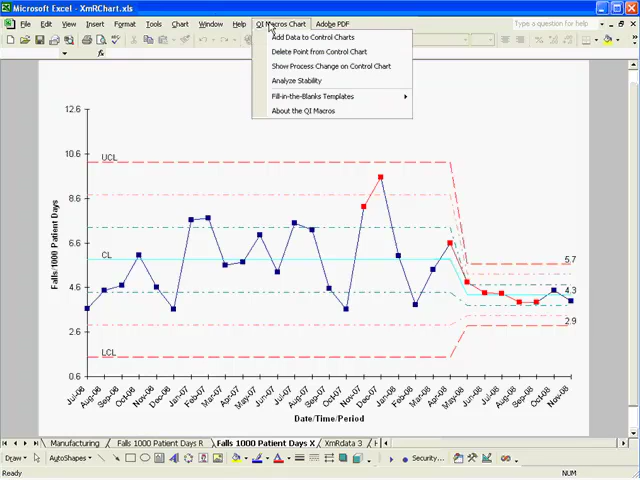 Microsoft Excel - XmRChart.xls
File Edit View Insert Format Tools Chart Window Help QI Macros Chart Adobe PDF
Add Data to Control Charts
Delete Point from Control Chart
Show Process Change on Control Chart
Analyze Stability
Fill-in-the-Blanks Templates
About the QI Macros
12.6
10.6
8.6
6.6
4.6
2.6
0.6
Falls/1000 Patient Days
UCL
CL
LCL
5.7
4.3
2.9
Jul-06 Aug-06 Sep-06 Oct-06 Nov-06 Dec-06 Jan-07 Feb-07 Mar-07 Apr-07 May-07 Jun-07 Jul-07 Aug-07 Sep-07 Oct-07 Nov-07 Dec-07 Jan-08 Feb-08 Mar-08 Apr-08 May-08 Jun-08 Jul-08 Aug-08 Sep-08 Oct-08 Nov-08
Date/Time/Period
Manufacturing Falls 1000 Patient Days R Falls 1000 Patient Days X XmRdata 3
Draw AutoShapes Security...
Ready NUM